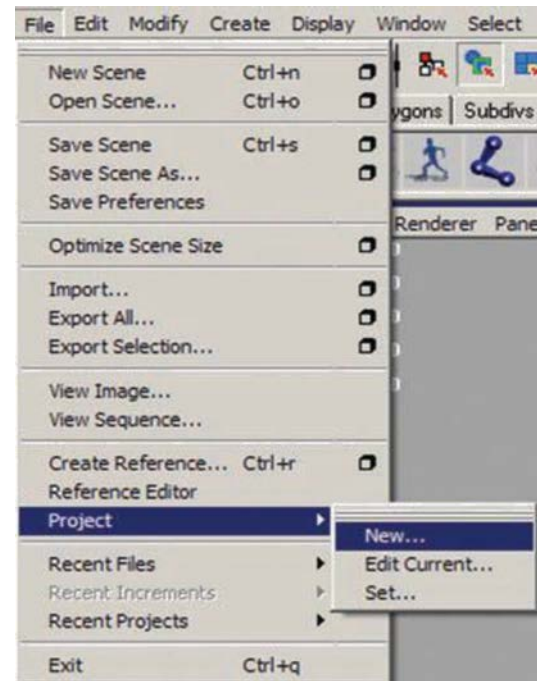 File Edit Modify Create Display Window Select
New Scene Ctrl+n
Open Scene... Ctrl+o
ygons Subdivs
Save Scene Ctrl+s
Save Scene As...
Save Preferences
Renderer Pane
Optimize Scene Size
Import...
Export All...
Export Selection...
View Image...
View Sequence...
Create Reference... Ctrl+r
Reference Editor
Project
New...
Recent Files
Edit Current...
Recent Increments
Set...
Recent Projects
Exit Ctrl+q